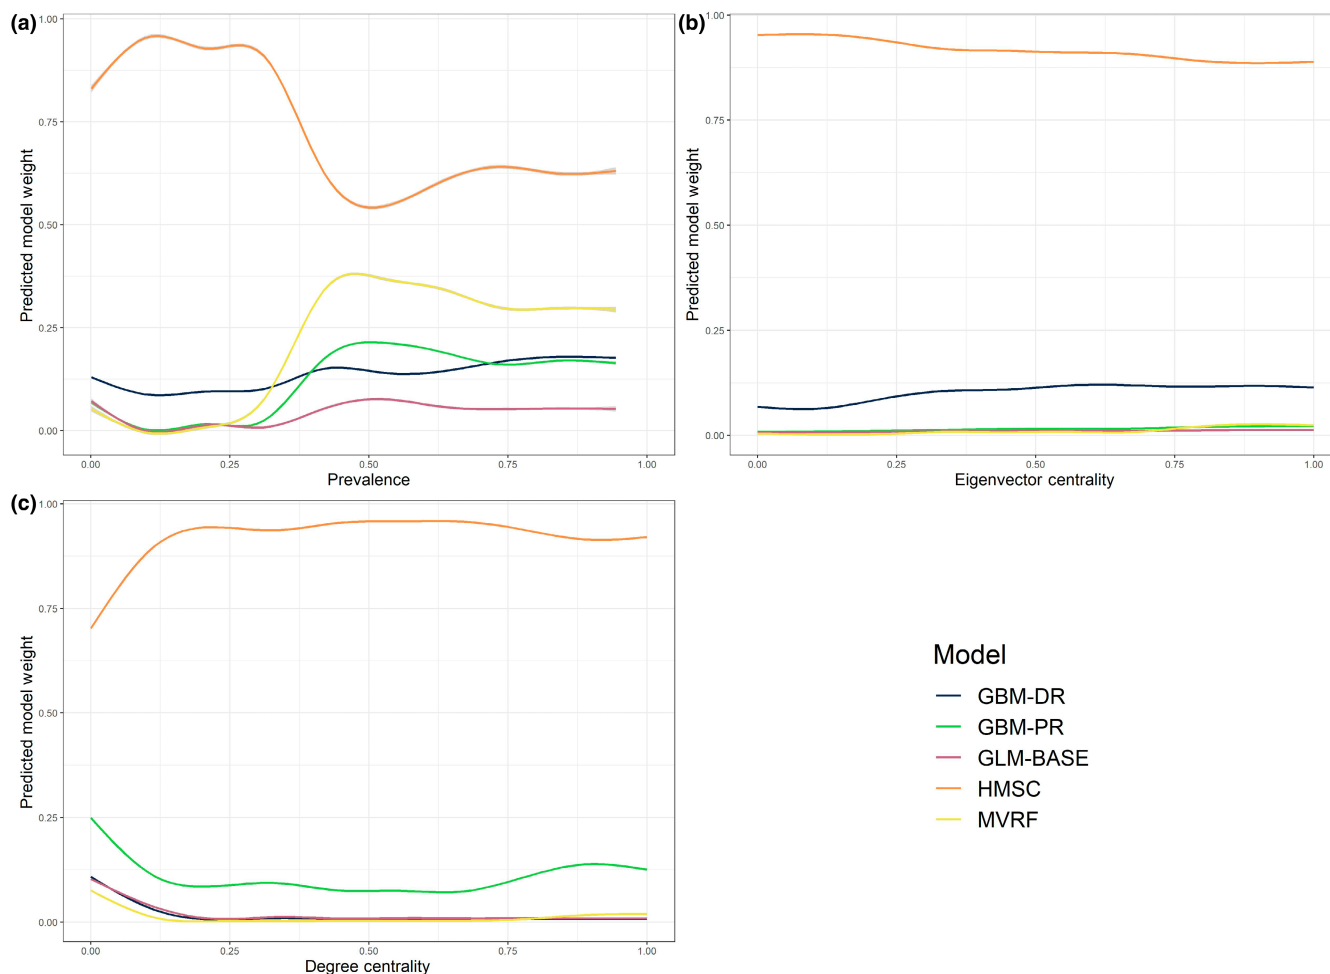 (a)
1.00
0.75
0.50
0.25
0.00
Predicted model weight
0.00 0.25 0.50 0.75 1.00
Prevalence
(b)
1.00
0.75
0.50
0.25
0.00
Predicted model weight
0.00 0.25 0.50 0.75 1.00
Eigenvector centrality
(c)
1.00
0.75
0.50
0.25
0.00
Predicted model weight
0.00 0.25 0.50 0.75 1.00
Degree centrality
Model
GBM-DR
GBM-PR
GLM-BASE
HMSC
MVRF